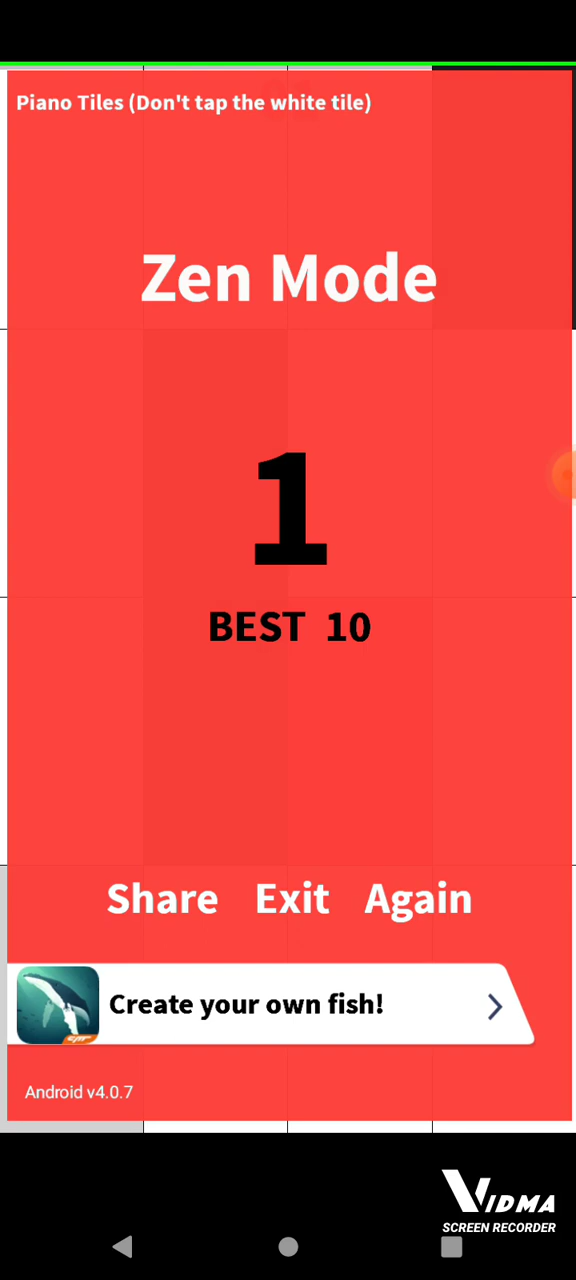 Piano Tiles (Don't tap the white tile)
Zen Mode
1
BEST 10
Share Exit Again
Create your own fish!
Android v4.0.7
VIDMA
SCREEN RECORDER